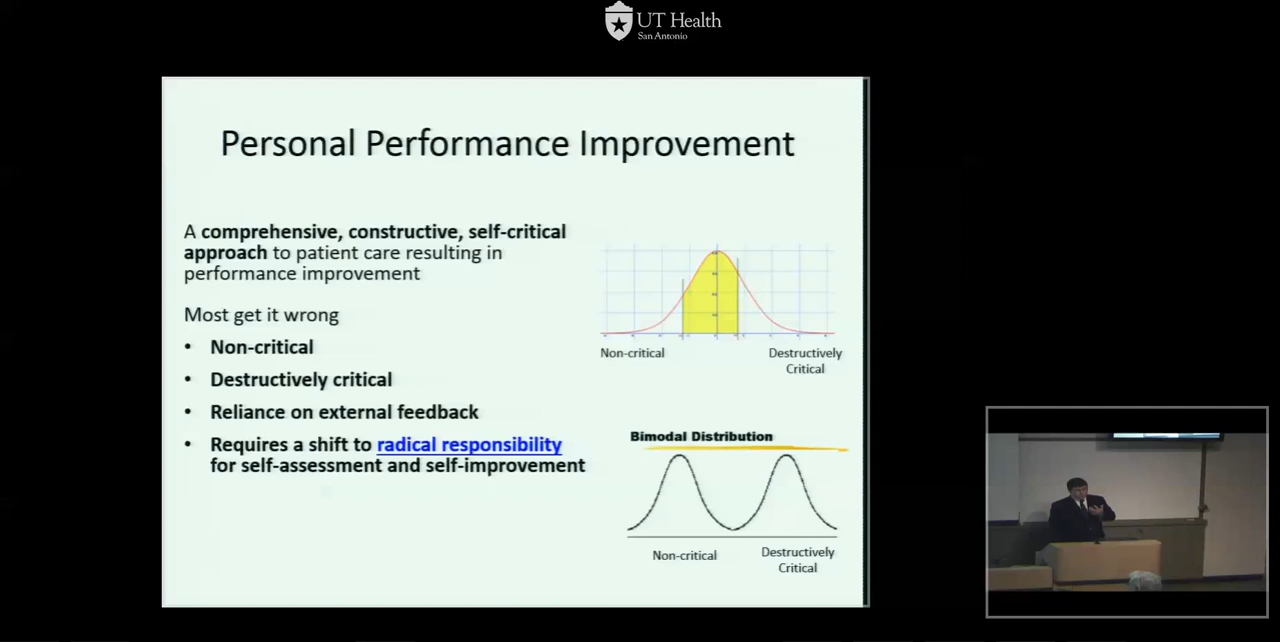 UT Health
San Antonio
Personal Performance Improvement
A comprehensive, constructive, self-critical
approach to patient care resulting in
performance improvement
Most get it wrong
• Non-critical
• Destructively critical
• Reliance on external feedback
• Requires a shift to radical responsibility
for self-assessment and self-improvement
Non-critical
Destructively
Critical
Bimodal Distribution
Non-critical
Destructively
Critical